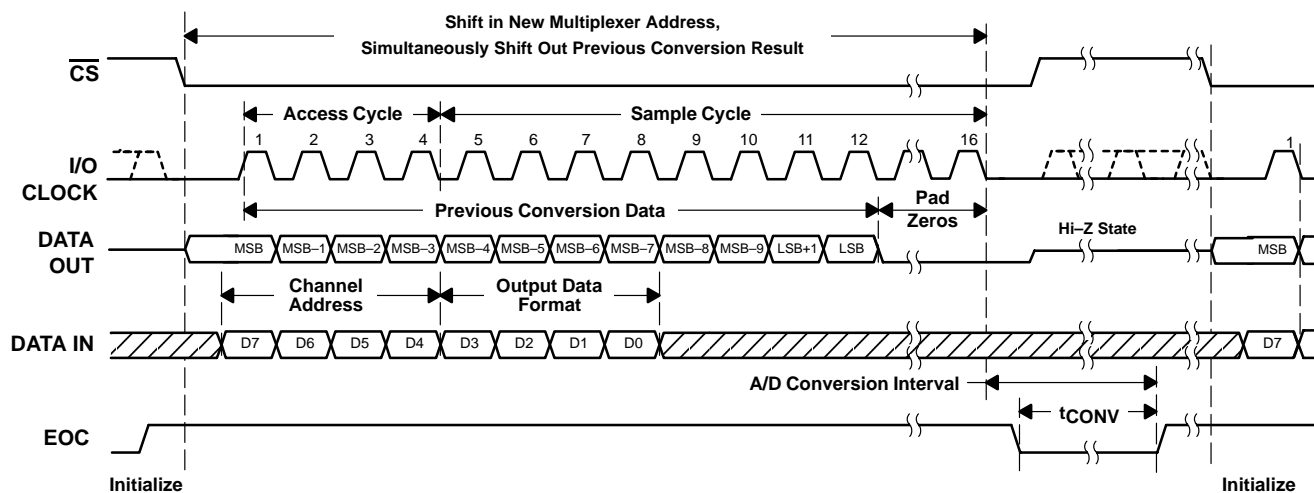 Shift in New Multiplexer Address,
Simultaneously Shift Out Previous Conversion Result
CS
Access Cycle
Sample Cycle
1 2 3 4 5 6 7 8 9 10 11 12 16 1
I/O
CLOCK
Previous Conversion Data
Pad
Zeros
DATA
OUT
MSB MSB–1 MSB–2 MSB–3 MSB–4 MSB–5 MSB–6 MSB–7 MSB–8 MSB–9 LSB+1 LSB
Hi–Z State
MSB
Channel
Address
Output Data
Format
DATA IN
D7 D6 D5 D4 D3 D2 D1 D0 D7
A/D Conversion Interval
tCONV
EOC
Initialize
Initialize